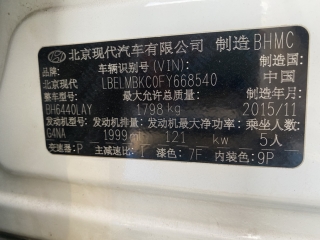 北京现代汽车有限公司 制造 BHMC
品牌: 车辆识别号(VIN): 制造国:
北京现代 LBELMBKC0FY668540 中国
整车型号: 最大允许总质量: 制造年月:
BH6440LAY 1798 kg 2015/11
发动机型号: 发动机排量: 发动机最大净功率: 乘坐人数:
G4NA 1999 ml 121 kw 5人
变速器: P 主减速比: T 漆色: 7F 内装色: 9P